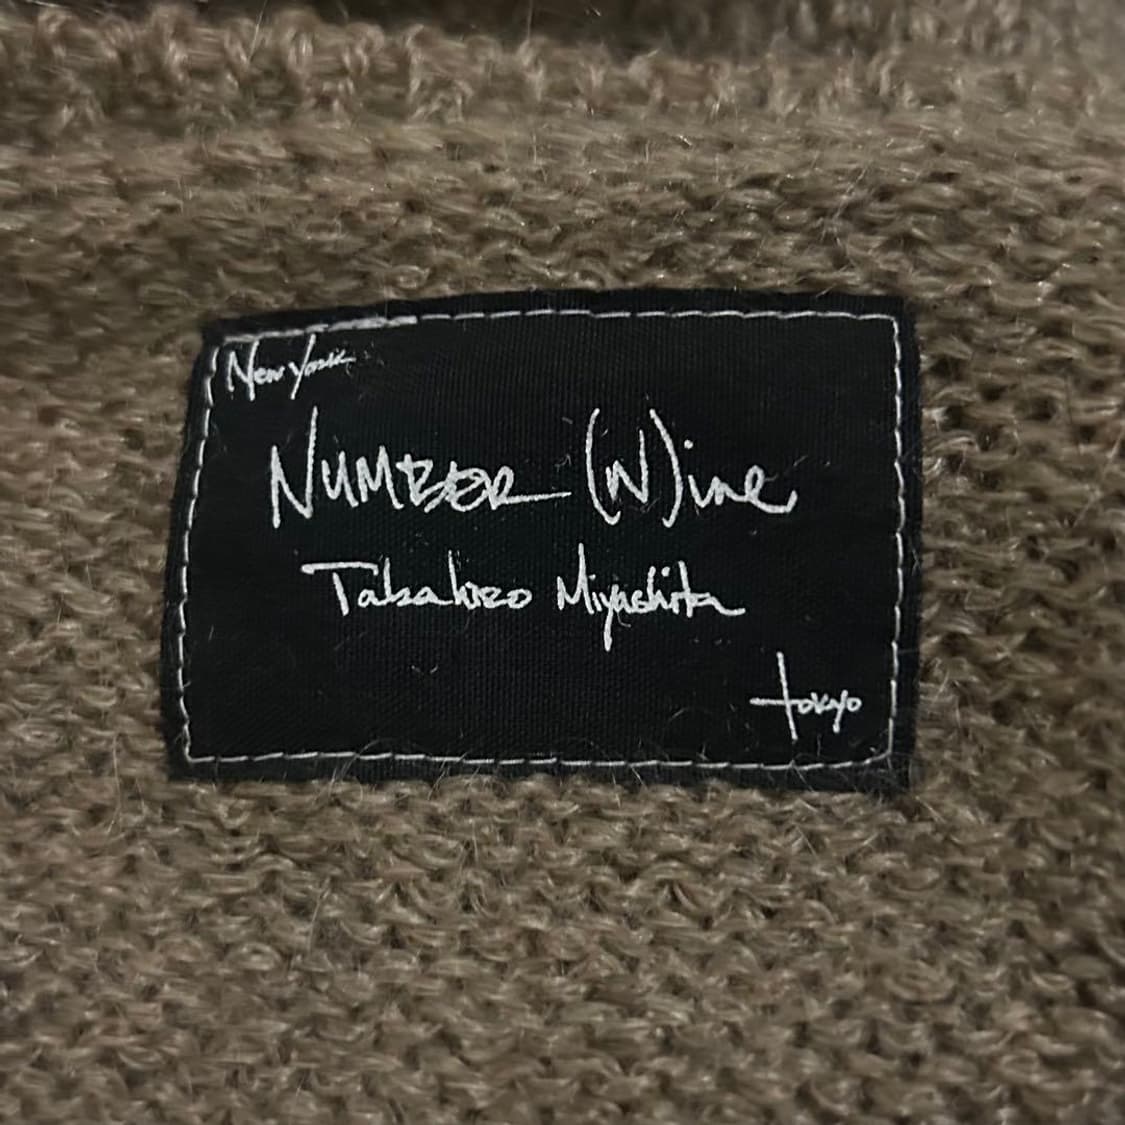 New York
NUMBER (N)ine
Takahiro Miyashita
tokyo